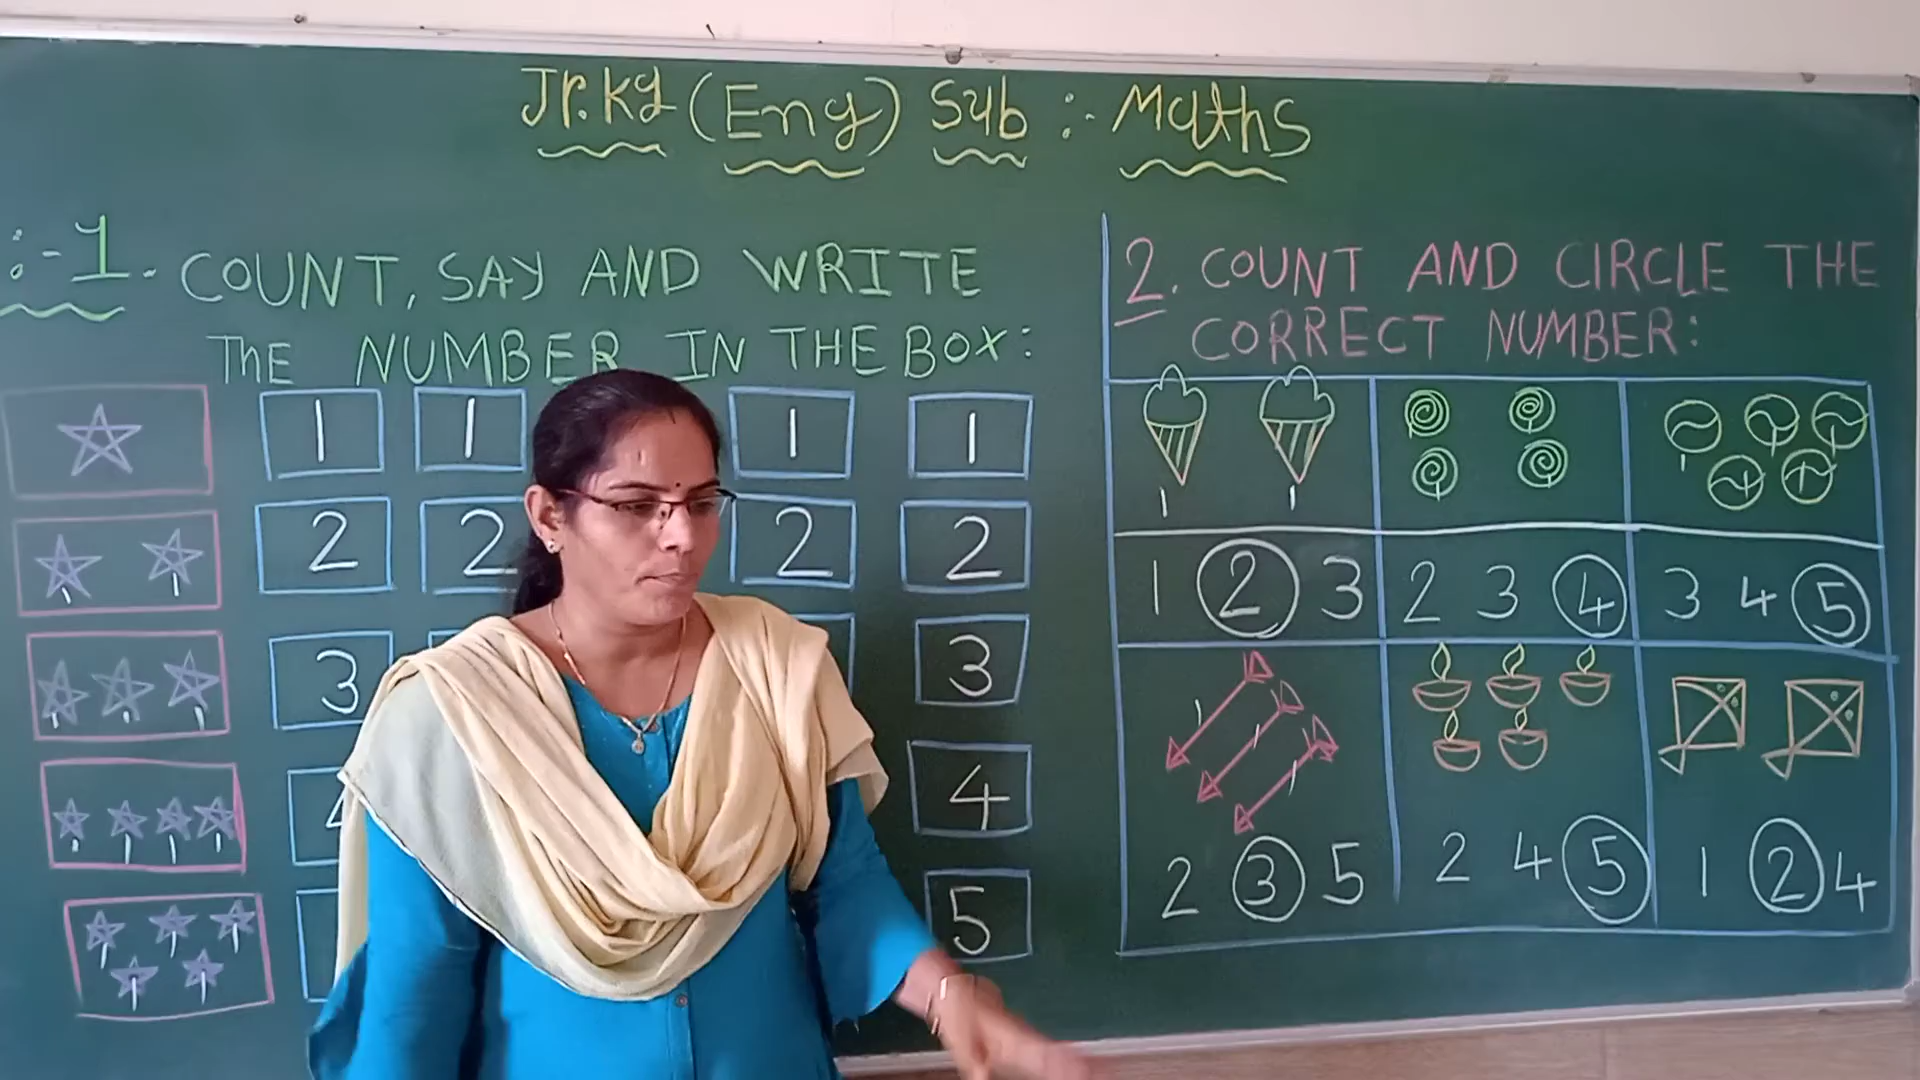 Jr.kg (Eng) Sub :- Maths
:-1. COUNT, SAY AND WRITE
THE NUMBER IN THE BOX:
1 1 1 1
2 2 2 2
3 3
4 4
5
2. COUNT AND CIRCLE THE
CORRECT NUMBER:
1 2 3 2 3 4 3 4 5
2 3 5 2 4 5 1 2 4